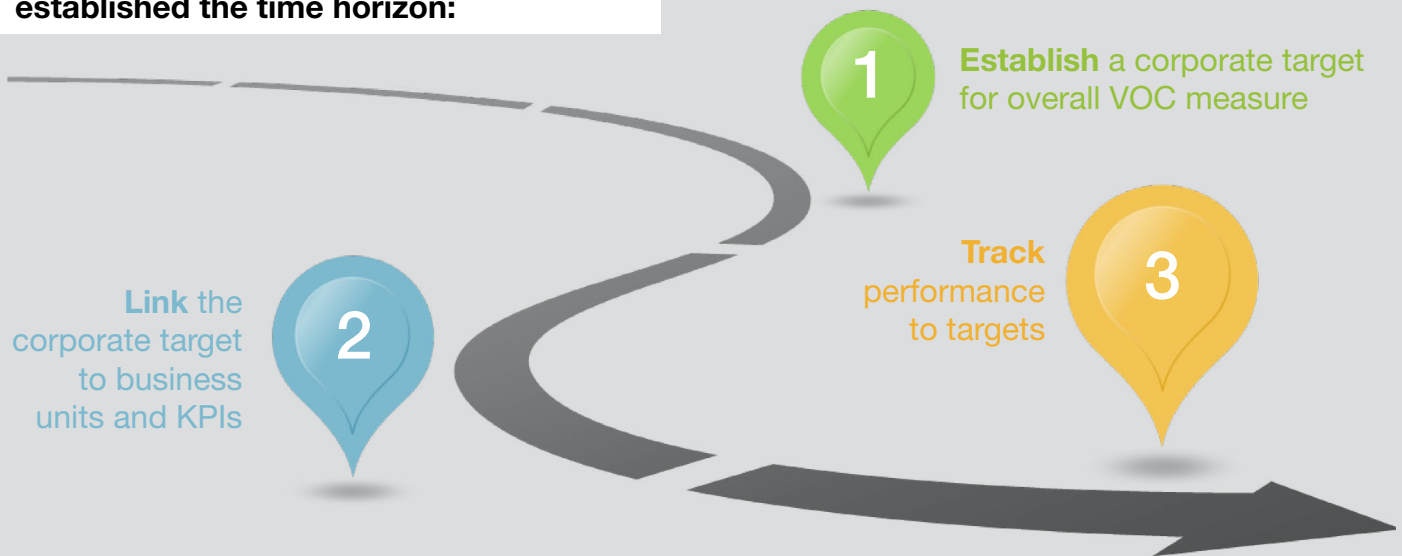 established the time horizon:
1
Establish a corporate target
for overall VOC measure
Link the
corporate target
to business
units and KPIs
2
Track
performance
to targets
3